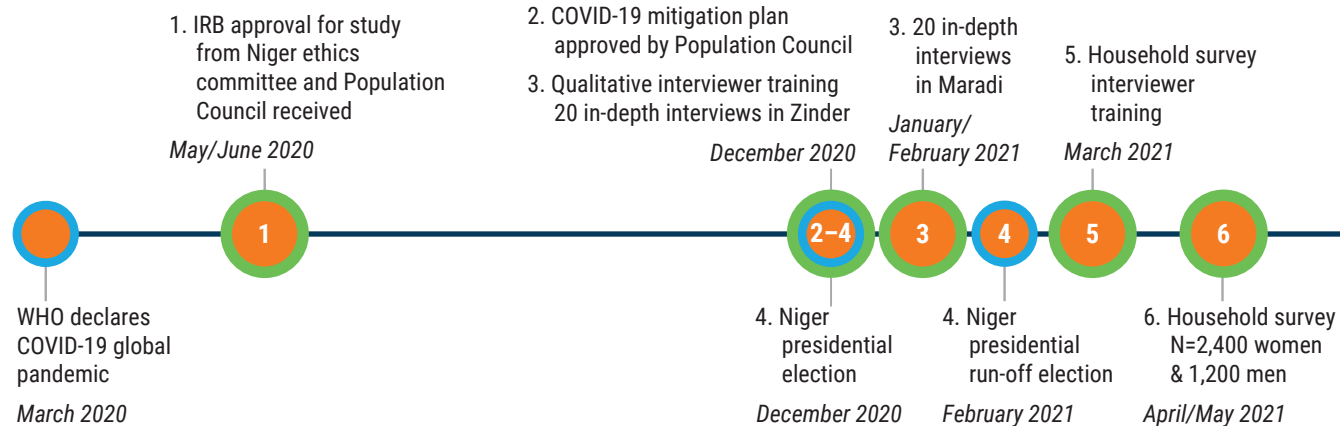 1. IRB approval for study
from Niger ethics
committee and Population
Council received
May/June 2020
2. COVID-19 mitigation plan
approved by Population Council
3. Qualitative interviewer training
20 in-depth interviews in Zinder
December 2020
3. 20 in-depth
interviews
in Maradi
January/
February 2021
5. Household survey
interviewer
training
March 2021
1
2–4
3
4
5
6
WHO declares
COVID-19 global
pandemic
March 2020
4. Niger
presidential
election
December 2020
4. Niger
presidential
run-off election
February 2021
6. Household survey
N=2,400 women
& 1,200 men
April/May 2021